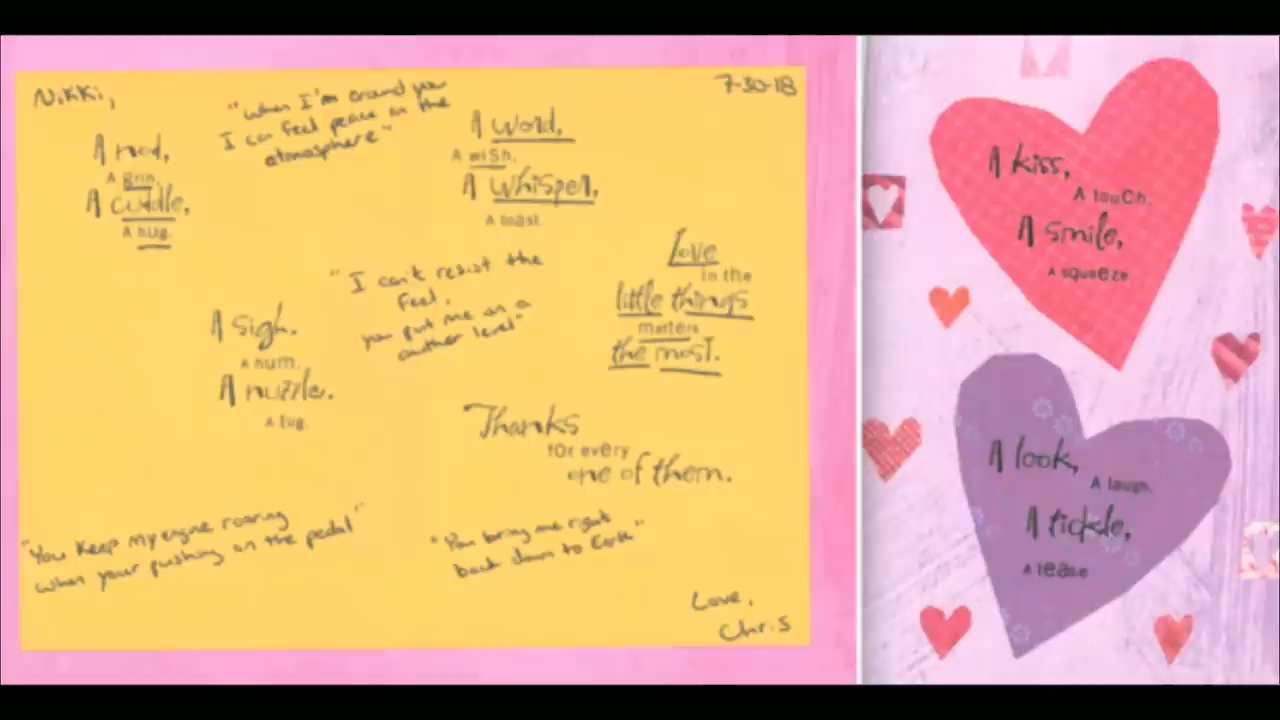 Nikki,
7-30-18
A nod,
A grin.
A cuddle,
A hug.
"when I'm around you
I can feel peace in the
atomosphere"
A word,
A wish.
A whisper,
A toast.
"I can't resist the
feel,
you put me on a
another level"
Love
in the
little things
matters
the most.
A sigh.
A hum.
A nuzzle.
A tug.
Thanks
for every
one of them.
"You keep my engine roaring
when your pushing on the pedal"
"You bring me right
back down to Earth"
Love,
Chris
A kiss,
A touch.
A smile,
A squeeze
A look,
A laugh.
A tickle,
A tease